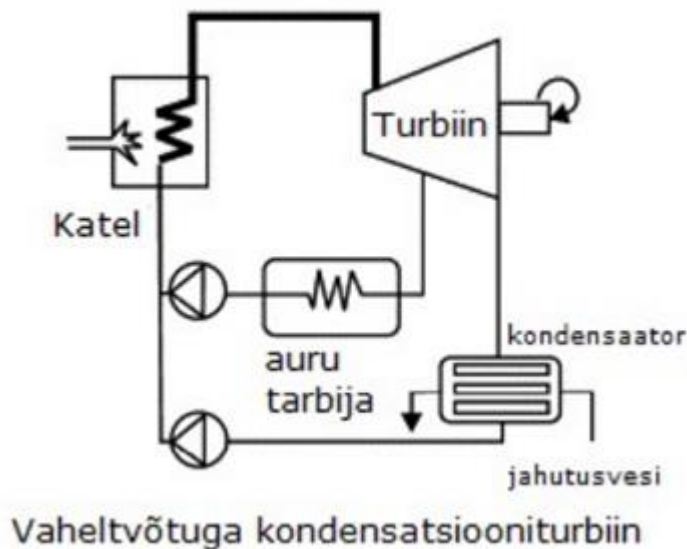 Turbiin
Katel
auru
tarbija
kondensaator
jahutusvesi
Vaheltvõtuga kondensatsiooniturbiin